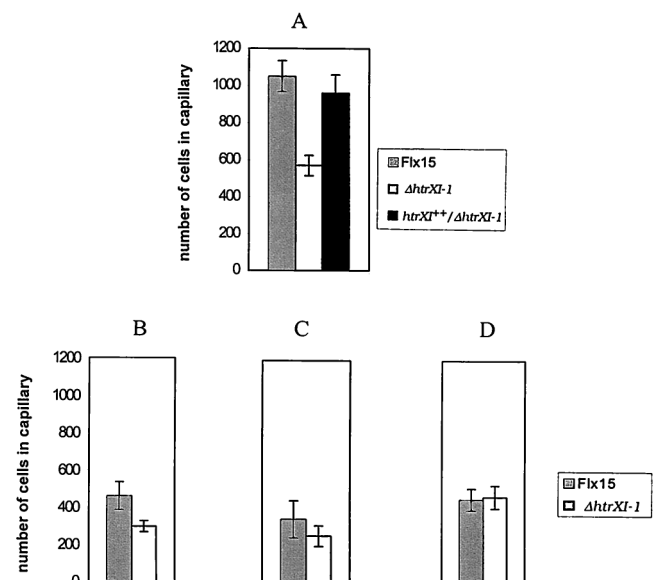 A
number of cells in capillary
1200
1000
800
600
400
200
0
Flx15
ΔhtrXI-1
htrXI++/ΔhtrXI-1
B
C
D
number of cells in capillary
1200
1000
800
600
400
200
0
Flx15
ΔhtrXI-1